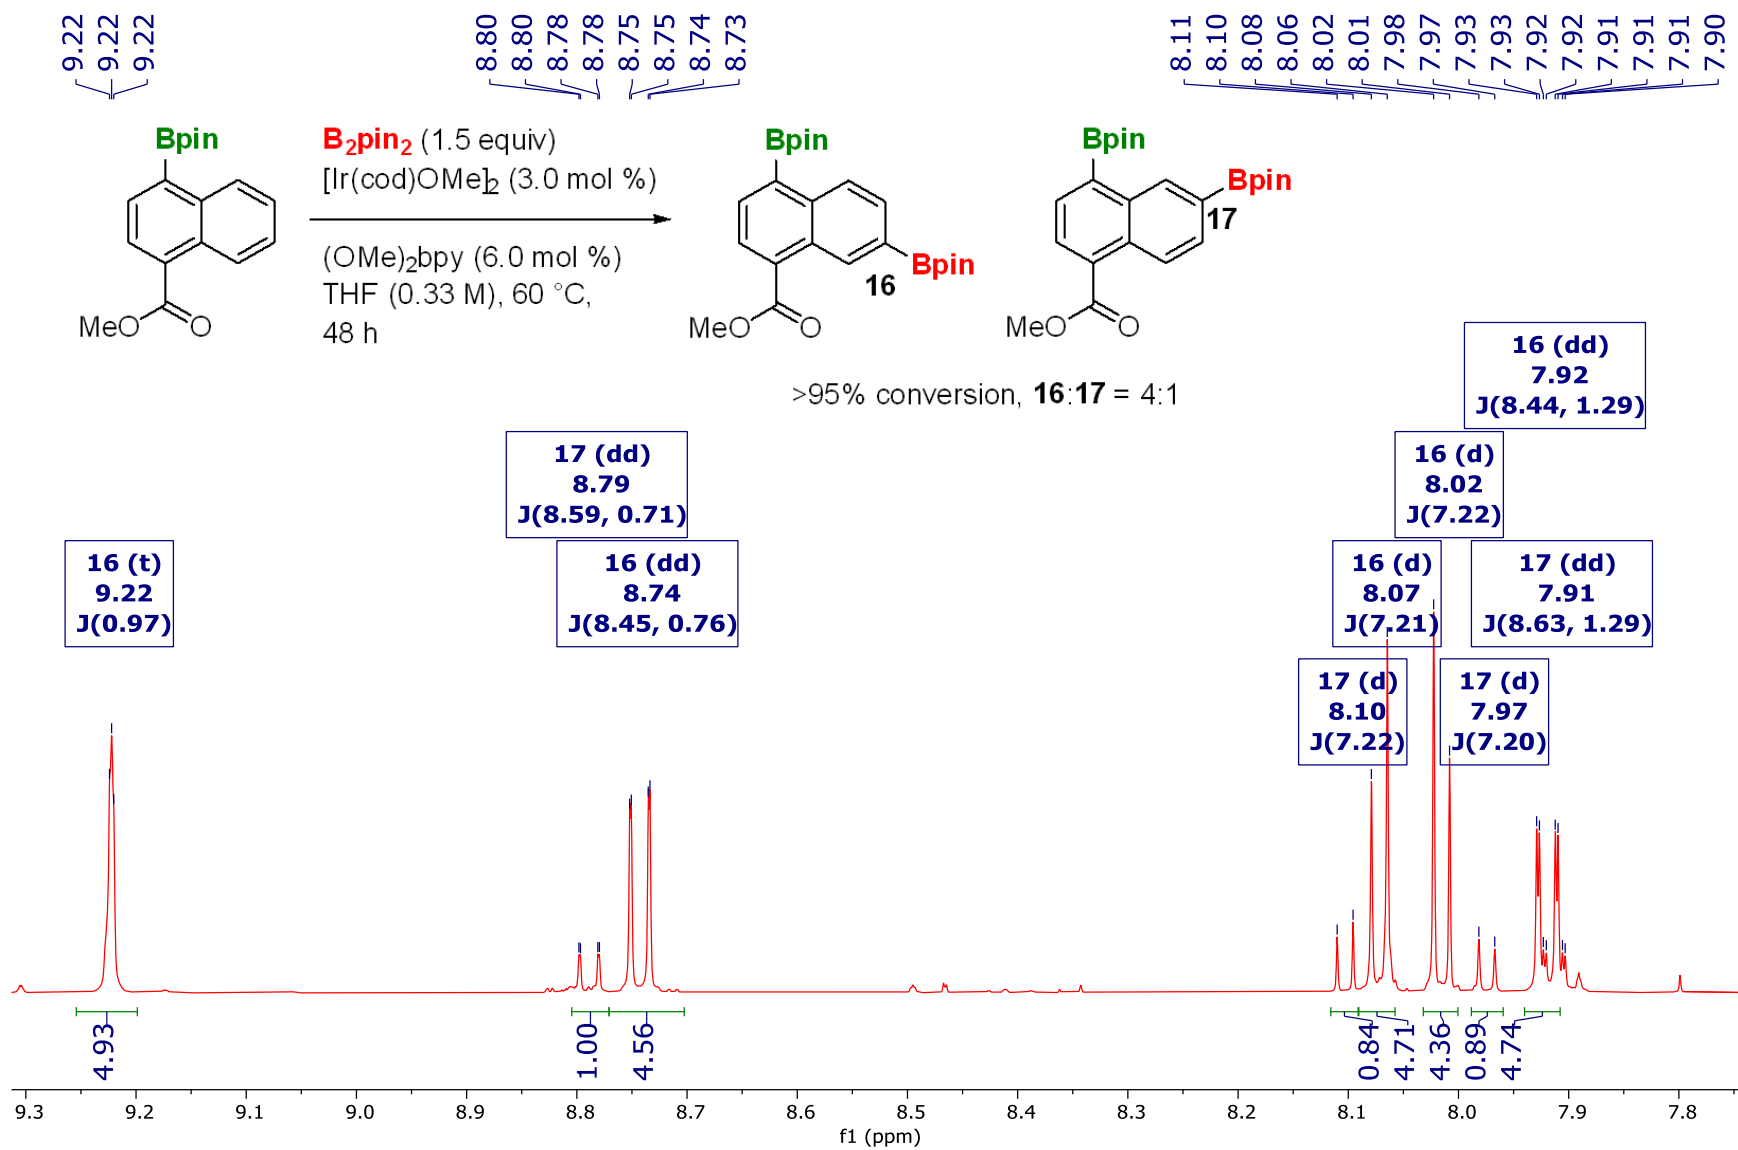 9.22
9.22
9.22
8.80
8.80
8.78
8.78
8.75
8.75
8.74
8.73
8.11
8.10
8.08
8.06
8.02
8.01
7.98
7.97
7.93
7.93
7.92
7.92
7.91
7.91
7.91
7.90
Bpin
MeO
O
B2pin2 (1.5 equiv)
[Ir(cod)OMe]2 (3.0 mol %)
(OMe)2bpy (6.0 mol %)
THF (0.33 M), 60 °C,
48 h
Bpin
Bpin
16
MeO
O
Bpin
Bpin
17
MeO
O
>95% conversion, 16:17 = 4:1
16 (dd)
7.92
J(8.44, 1.29)
17 (dd)
8.79
J(8.59, 0.71)
16 (d)
8.02
J(7.22)
16 (t)
9.22
J(0.97)
16 (dd)
8.74
J(8.45, 0.76)
16 (d)
8.07
J(7.21)
17 (dd)
7.91
J(8.63, 1.29)
17 (d)
8.10
J(7.22)
17 (d)
7.97
J(7.20)
4.93
1.00
4.56
0.84
4.71
4.36
0.89
4.74
9.3 9.2 9.1 9.0 8.9 8.8 8.7 8.6 8.5 8.4 8.3 8.2 8.1 8.0 7.9 7.8
f1 (ppm)